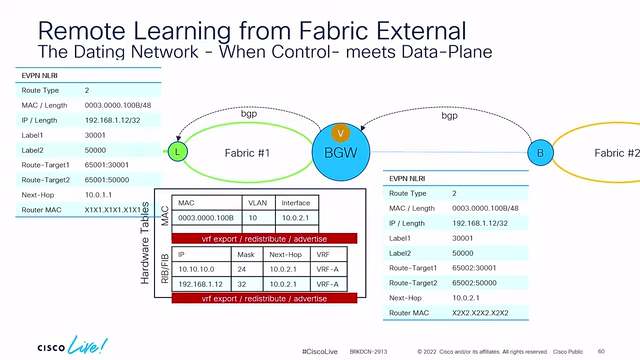 Remote Learning from Fabric External
The Dating Network - When Control- meets Data-Plane
EVPN NLRI
Route Type 2
MAC / Length 0003.0000.100B/48
IP / Length 192.168.1.12/32
Label1 30001
Label2 50000
Route-Target1 65001:30001
Route-Target2 65001:50000
Next-Hop 10.0.1.1
Router MAC X1X1.X1X1.X1X1
bgp
bgp
L
Fabric #1
V
BGW
B
Fabric #2
Hardware Tables
MAC
MAC VLAN Interface
0003.0000.100B 10 10.0.2.1
vrf export / redistribute / advertise
RIB/FIB
IP Mask Next-Hop VRF
10.10.10.0 24 10.0.2.1 VRF-A
192.168.1.12 32 10.0.2.1 VRF-A
vrf export / redistribute / advertise
EVPN NLRI
Route Type 2
MAC / Length 0003.0000.100B/48
IP / Length 192.168.1.12/32
Label1 30001
Label2 50000
Route-Target1 65002:30001
Route-Target2 65002:50000
Next-Hop 10.0.2.1
Router MAC X2X2.X2X2.X2X2
CISCO Live!
#CiscoLive BRKDCN-2913 © 2022 Cisco and/or its affiliates. All rights reserved. Cisco Public 60